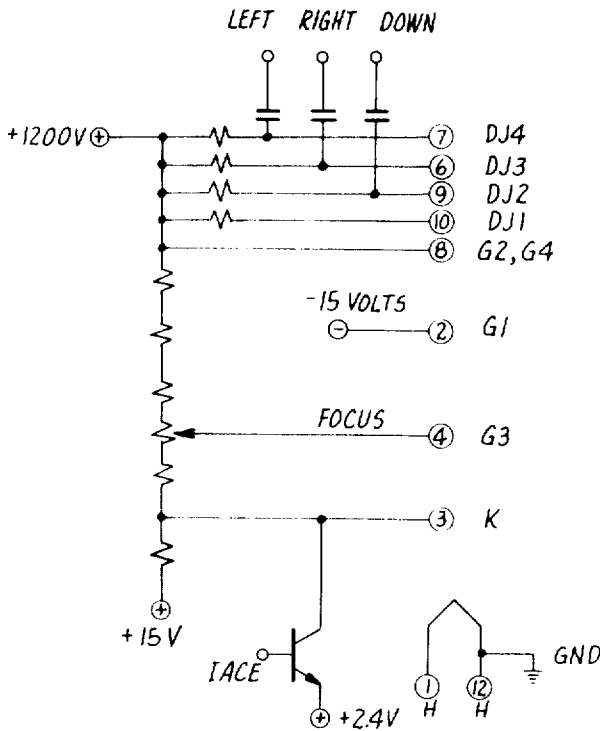 LEFT RIGHT DOWN
+1200V ⊕ 7 DJ4
6 DJ3
9 DJ2
10 DJ1
8 G2, G4
-15 VOLTS
2 G1
FOCUS 4 G3
3 K
+15V
IACE
+2.4V
1 H
12 H
GND